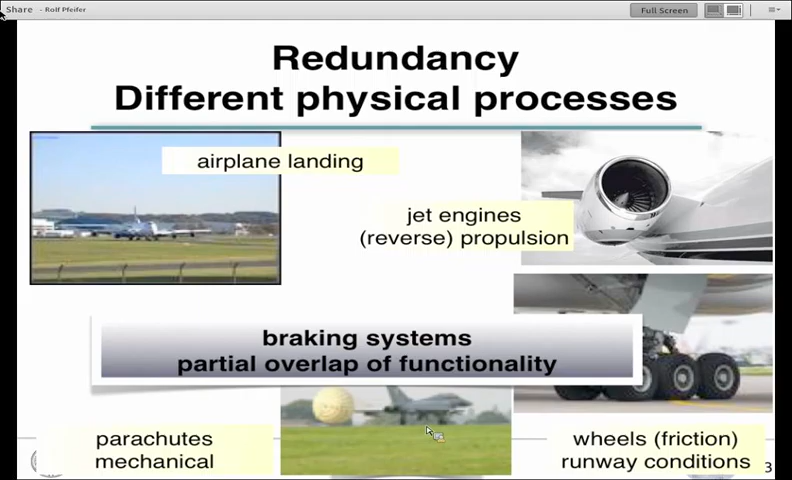 Share - Rolf Pfeifer
Full Screen
Redundancy
Different physical processes
airplane landing
jet engines
(reverse) propulsion
braking systems
partial overlap of functionality
parachutes
mechanical
wheels (friction)
runway conditions
3